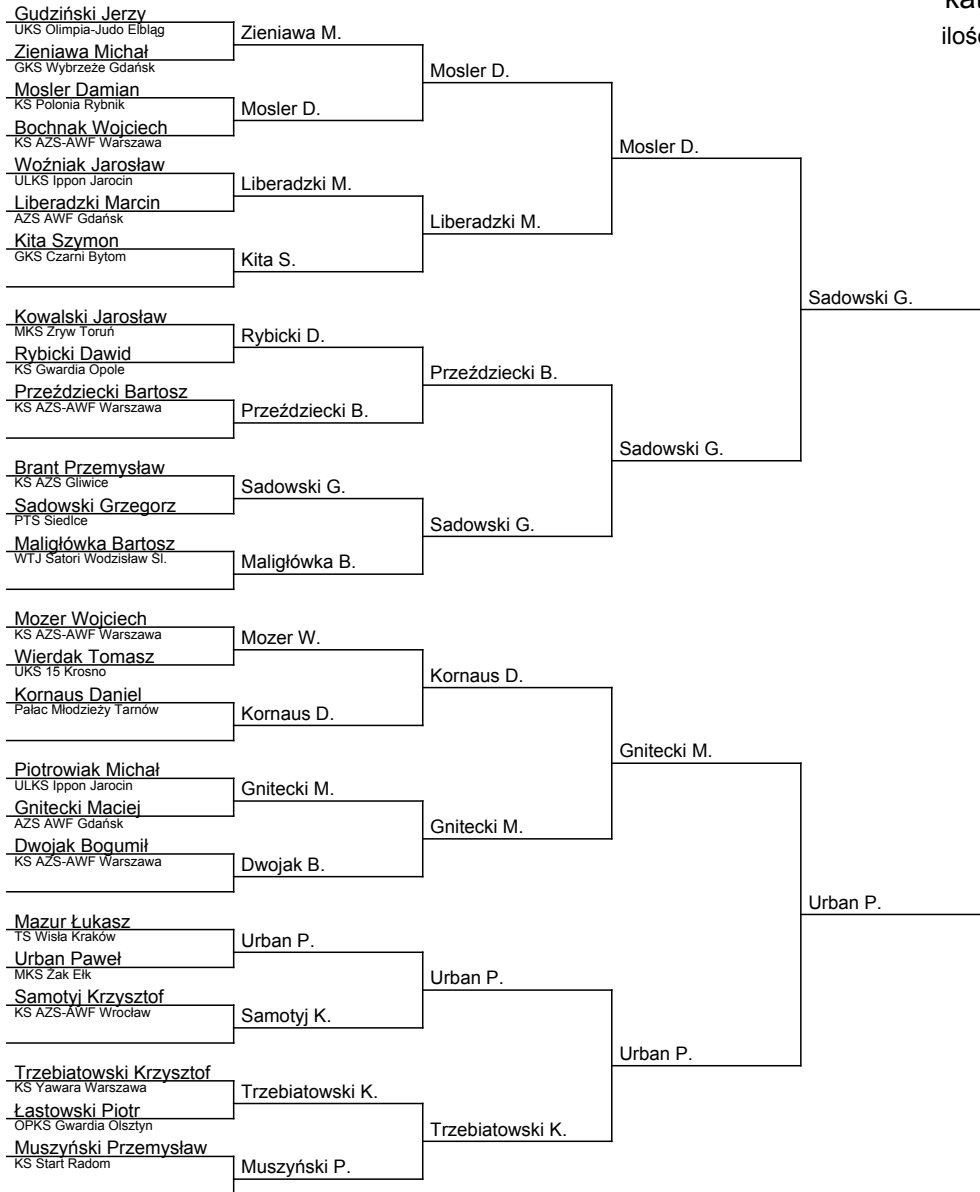 Gudziński Jerzy
UKS Olimpia-Judo Elbląg
Zieniawa Michał
GKS Wybrzeże Gdańsk
Mosler Damian
KS Polonia Rybnik
Bochnak Wojciech
KS AZS-AWF Warszawa
Woźniak Jarosław
ULKS Ippon Jarocin
Liberadzki Marcin
AZS AWF Gdańsk
Kita Szymon
GKS Czarni Bytom
Kowalski Jarosław
MKS Zryw Toruń
Rybicki Dawid
KS Gwardia Opole
Przeździecki Bartosz
KS AZS-AWF Warszawa
Brant Przemysław
KS AZS Gliwice
Sadowski Grzegorz
PTS Siedlce
Maligłówka Bartosz
WTJ Satori Wodzisław Śl.
Mozer Wojciech
KS AZS-AWF Warszawa
Wierdak Tomasz
UKS 15 Krosno
Kornaus Daniel
Pałac Młodzieży Tarnów
Piotrowiak Michał
ULKS Ippon Jarocin
Gnitecki Maciej
AZS AWF Gdańsk
Dwojak Bogumił
KS AZS-AWF Warszawa
Mazur Łukasz
TS Wisła Kraków
Urban Paweł
MKS Żak Ełk
Samotyj Krzysztof
KS AZS-AWF Wrocław
Trzebiatowski Krzysztof
KS Yawara Warszawa
Łastowski Piotr
OPKS Gwardia Olsztyn
Muszyński Przemysław
KS Start Radom
Zieniawa M.
Mosler D.
Liberadzki M.
Kita S.
Rybicki D.
Przeździecki B.
Sadowski G.
Maligłówka B.
Mozer W.
Kornaus D.
Gnitecki M.
Dwojak B.
Urban P.
Samotyj K.
Trzebiatowski K.
Muszyński P.
Mosler D.
Liberadzki M.
Przeździecki B.
Sadowski G.
Kornaus D.
Gnitecki M.
Urban P.
Trzebiatowski K.
Mosler D.
Sadowski G.
Gnitecki M.
Urban P.
Sadowski G.
Urban P.